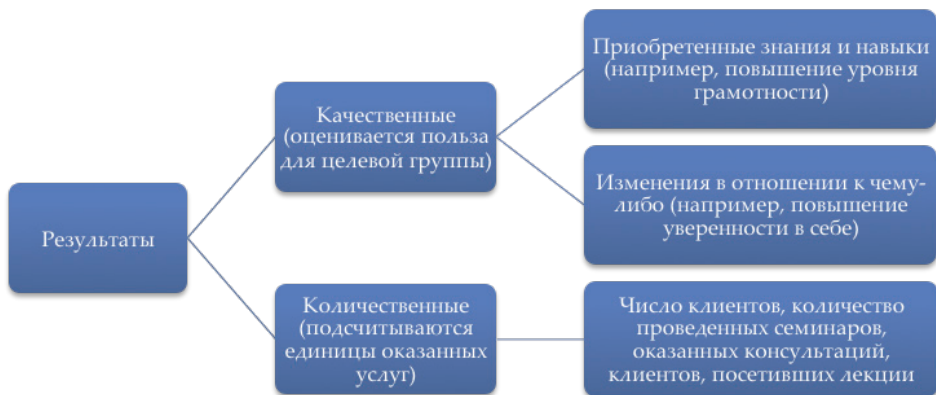 Результаты
Качественные
(оценивается польза
для целевой группы)
Приобретенные знания и навыки
(например, повышение уровня
грамотности)
Изменения в отношении к чему-
либо (например, повышение
уверенности в себе)
Количественные
(подсчитываются
единицы оказанных
услуг)
Число клиентов, количество
проведенных семинаров,
оказанных консультаций,
клиентов, посетивших лекции